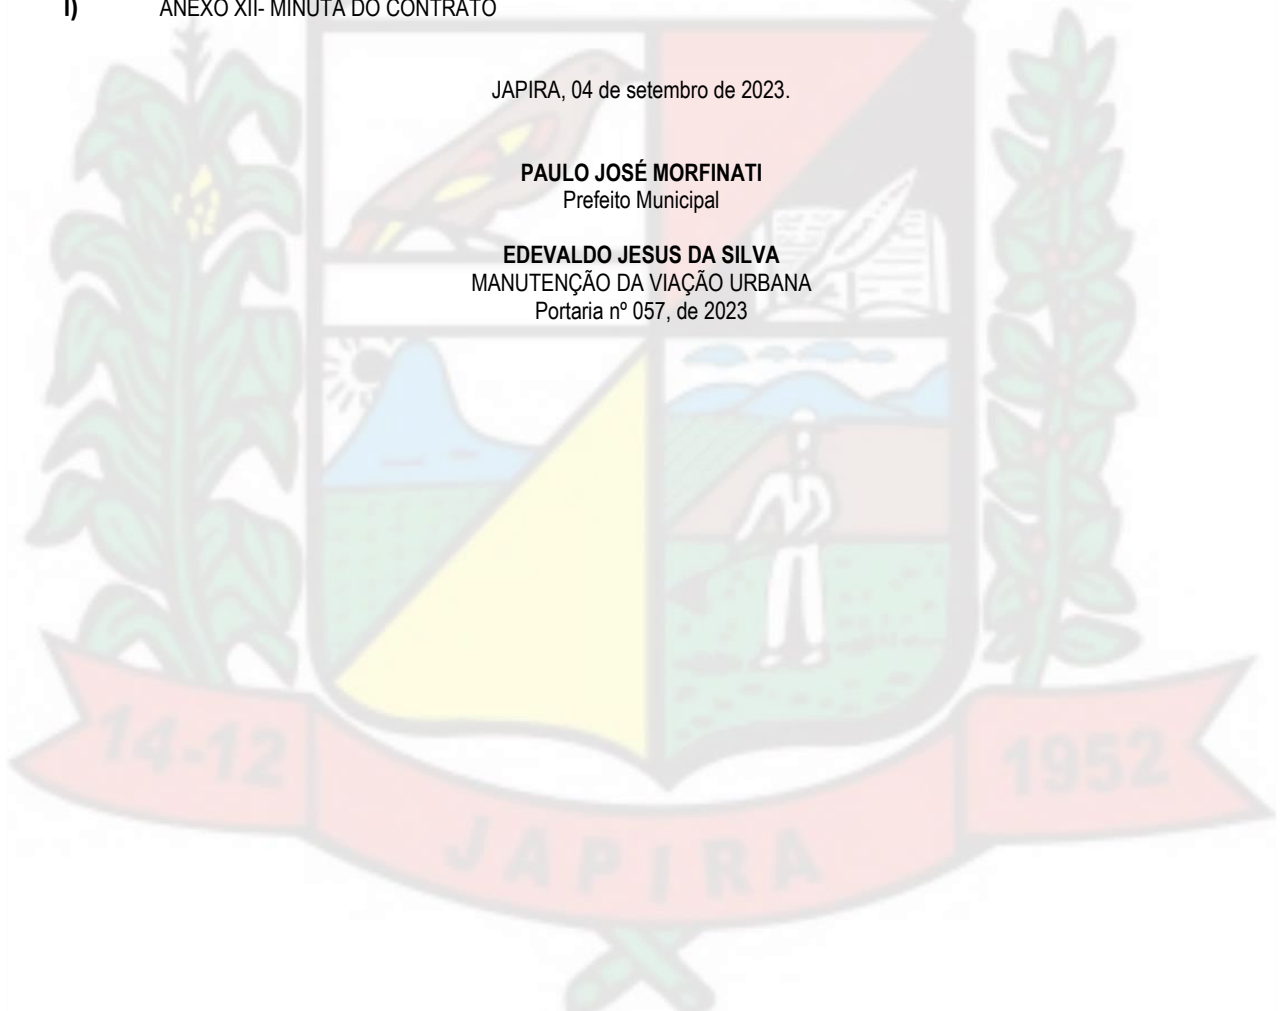 l) ANEXO XII- MINUTA DO CONTRATO
JAPIRA, 04 de setembro de 2023.
PAULO JOSÉ MORFINATI
Prefeito Municipal
EDEVALDO JESUS DA SILVA
MANUTENÇÃO DA VIAÇÃO URBANA
Portaria nº 057, de 2023
14-12
1952
JAPIRA